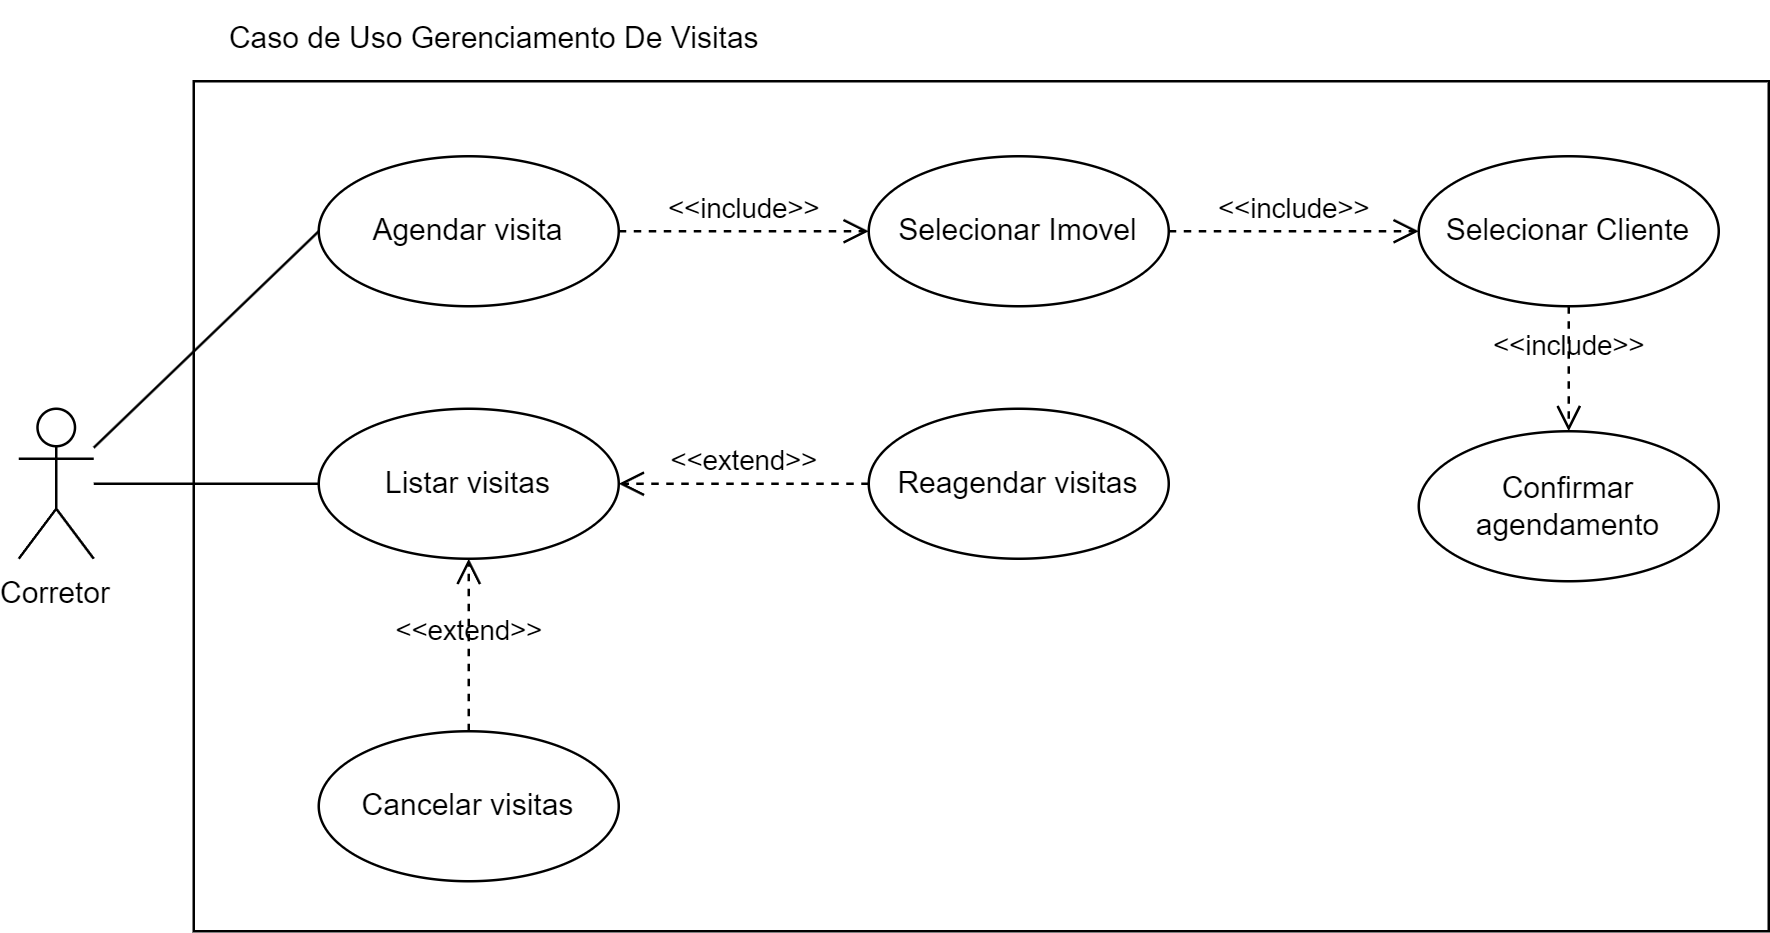 Caso de Uso Gerenciamento De Visitas
Agendar visita
<<include>>
Selecionar Imovel
<<include>>
Selecionar Cliente
<<include>>
Listar visitas
<<extend>>
Reagendar visitas
Confirmar
agendamento
Corretor
<<extend>>
Cancelar visitas